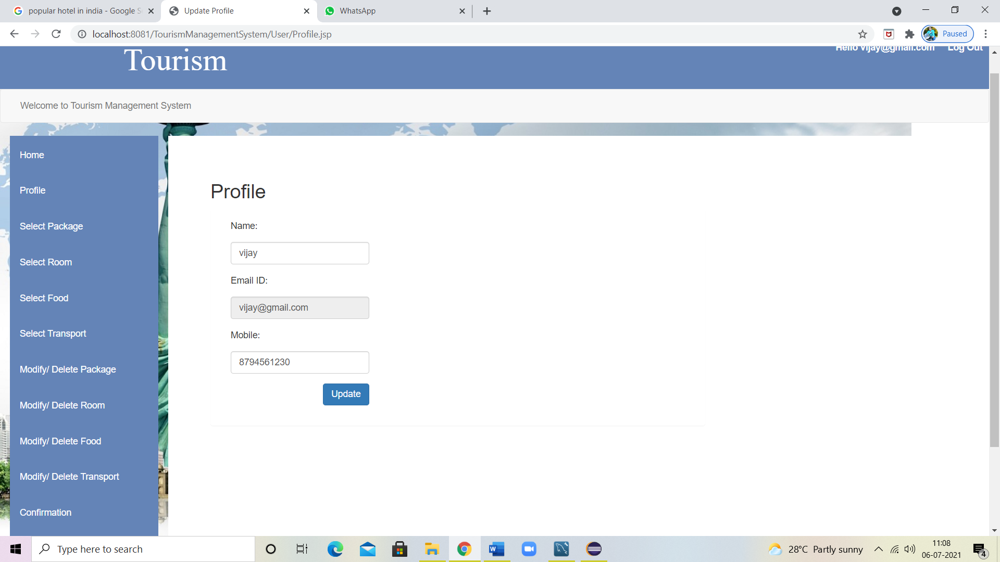 popular hotel in india - Google S
Update Profile
WhatsApp
localhost:8081/TourismManagementSystem/User/Profile.jsp
Paused
Tourism
Hello vijay@gmail.com
Log Out
Welcome to Tourism Management System
Home
Profile
Select Package
Select Room
Select Food
Select Transport
Modify/ Delete Package
Modify/ Delete Room
Modify/ Delete Food
Modify/ Delete Transport
Confirmation
Profile
Name:
vijay
Email ID:
vijay@gmail.com
Mobile:
8794561230
Update
Type here to search
28°C Partly sunny
11:08
06-07-2021
4